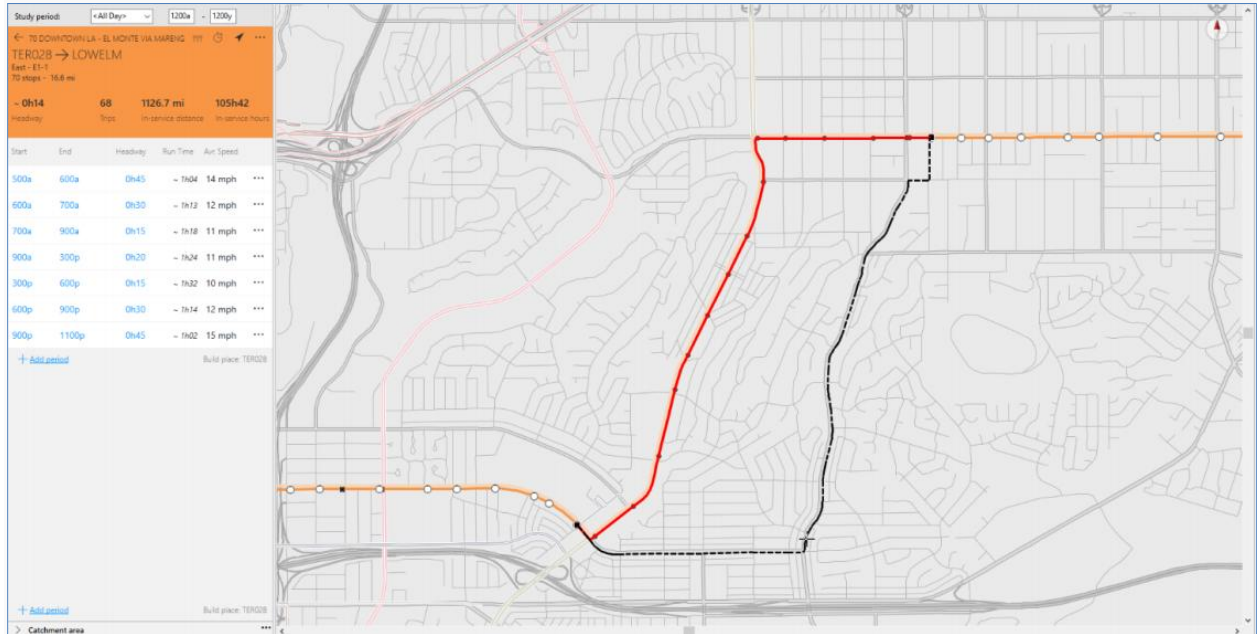 Study period: <All Day> 1200a - 1200y
70 DOWNTOWN LA - EL MONTE VIA MARENG
TER028 → LOWELM
East - E1-1
70 stops - 16.6 mi
~ 0h14 68 1126.7 mi 105h42
Headway Trips In-service distance In-service hours
Start End Headway Run Time Avr. Speed
500a 600a 0h45 ~ 1h04 14 mph
600a 700a 0h30 ~ 1h13 12 mph
700a 900a 0h15 ~ 1h18 11 mph
900a 300p 0h20 ~ 1h24 11 mph
300p 600p 0h15 ~ 1h32 10 mph
600p 900p 0h30 ~ 1h14 12 mph
900p 1100p 0h45 ~ 1h02 15 mph
+ Add period Build place: TER028
+ Add period Build place: TER028
> Catchment area